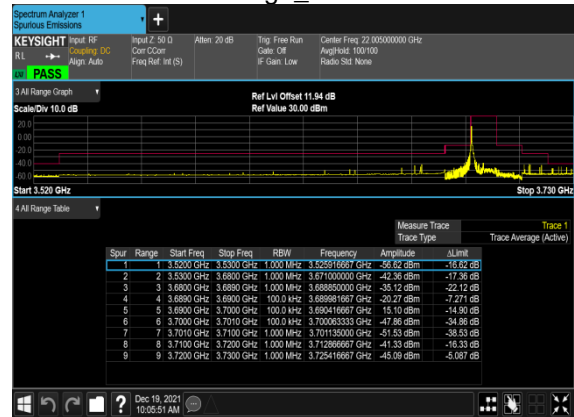 Spectrum Analyzer 1
Spurious Emissions
+
KEYSIGHT Input: RF Input Z: 50 Ω Atten: 20 dB Trig: Free Run Center Freq: 22.005000000 GHz
R L Coupling: DC Corr CCorr Gate: Off Avg|Hold: 100/100
Align: Auto Freq Ref: Int (S) IF Gain: Low Radio Std: None
PASS
3 All Range Graph
Ref Lvl Offset 11.94 dB
Scale/Div 10.0 dB Ref Value 30.00 dBm
20.0
0.00
-20.0
-40.0
-60.0
Start 3.520 GHz Stop 3.730 GHz
4 All Range Table
Measure Trace Trace 1
Trace Type Trace Average (Active)
Spur Range Start Freq Stop Freq RBW Frequency Amplitude ΔLimit
1 1 3.5200 GHz 3.5300 GHz 1.000 MHz 3.525916667 GHz -56.62 dBm -16.62 dB
2 2 3.5300 GHz 3.6800 GHz 1.000 MHz 3.671000000 GHz -42.36 dBm -17.36 dB
3 3 3.6800 GHz 3.6890 GHz 1.000 MHz 3.688850000 GHz -35.12 dBm -22.12 dB
4 4 3.6890 GHz 3.6900 GHz 100.0 kHz 3.689981667 GHz -20.27 dBm -7.271 dB
5 5 3.6900 GHz 3.7000 GHz 100.0 kHz 3.690416667 GHz 15.10 dBm -14.90 dB
6 6 3.7000 GHz 3.7010 GHz 100.0 kHz 3.700063333 GHz -47.86 dBm -34.86 dB
7 7 3.7010 GHz 3.7100 GHz 1.000 MHz 3.701135000 GHz -51.53 dBm -38.53 dB
8 8 3.7100 GHz 3.7200 GHz 1.000 MHz 3.712866667 GHz -41.33 dBm -16.33 dB
9 9 3.7200 GHz 3.7300 GHz 1.000 MHz 3.725416667 GHz -45.09 dBm -5.087 dB
? Dec 19, 2021
10:05:51 AM